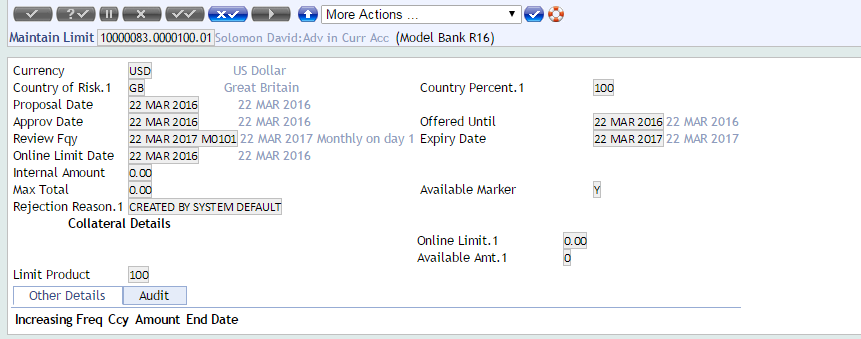 More Actions ...
Maintain Limit 10000083.0000100.01 Solomon David:Adv in Curr Acc (Model Bank R16)
Currency USD US Dollar
Country of Risk.1 GB Great Britain Country Percent.1 100
Proposal Date 22 MAR 2016 22 MAR 2016
Approv Date 22 MAR 2016 22 MAR 2016 Offered Until 22 MAR 2016 22 MAR 2016
Review Fqy 22 MAR 2017 M0101 22 MAR 2017 Monthly on day 1 Expiry Date 22 MAR 2017 22 MAR 2017
Online Limit Date 22 MAR 2016 22 MAR 2016
Internal Amount 0.00
Max Total 0.00 Available Marker Y
Rejection Reason.1 CREATED BY SYSTEM DEFAULT
Collateral Details
Online Limit.1 0.00
Available Amt.1 0
Limit Product 100
Other Details Audit
Increasing Freq Ccy Amount End Date